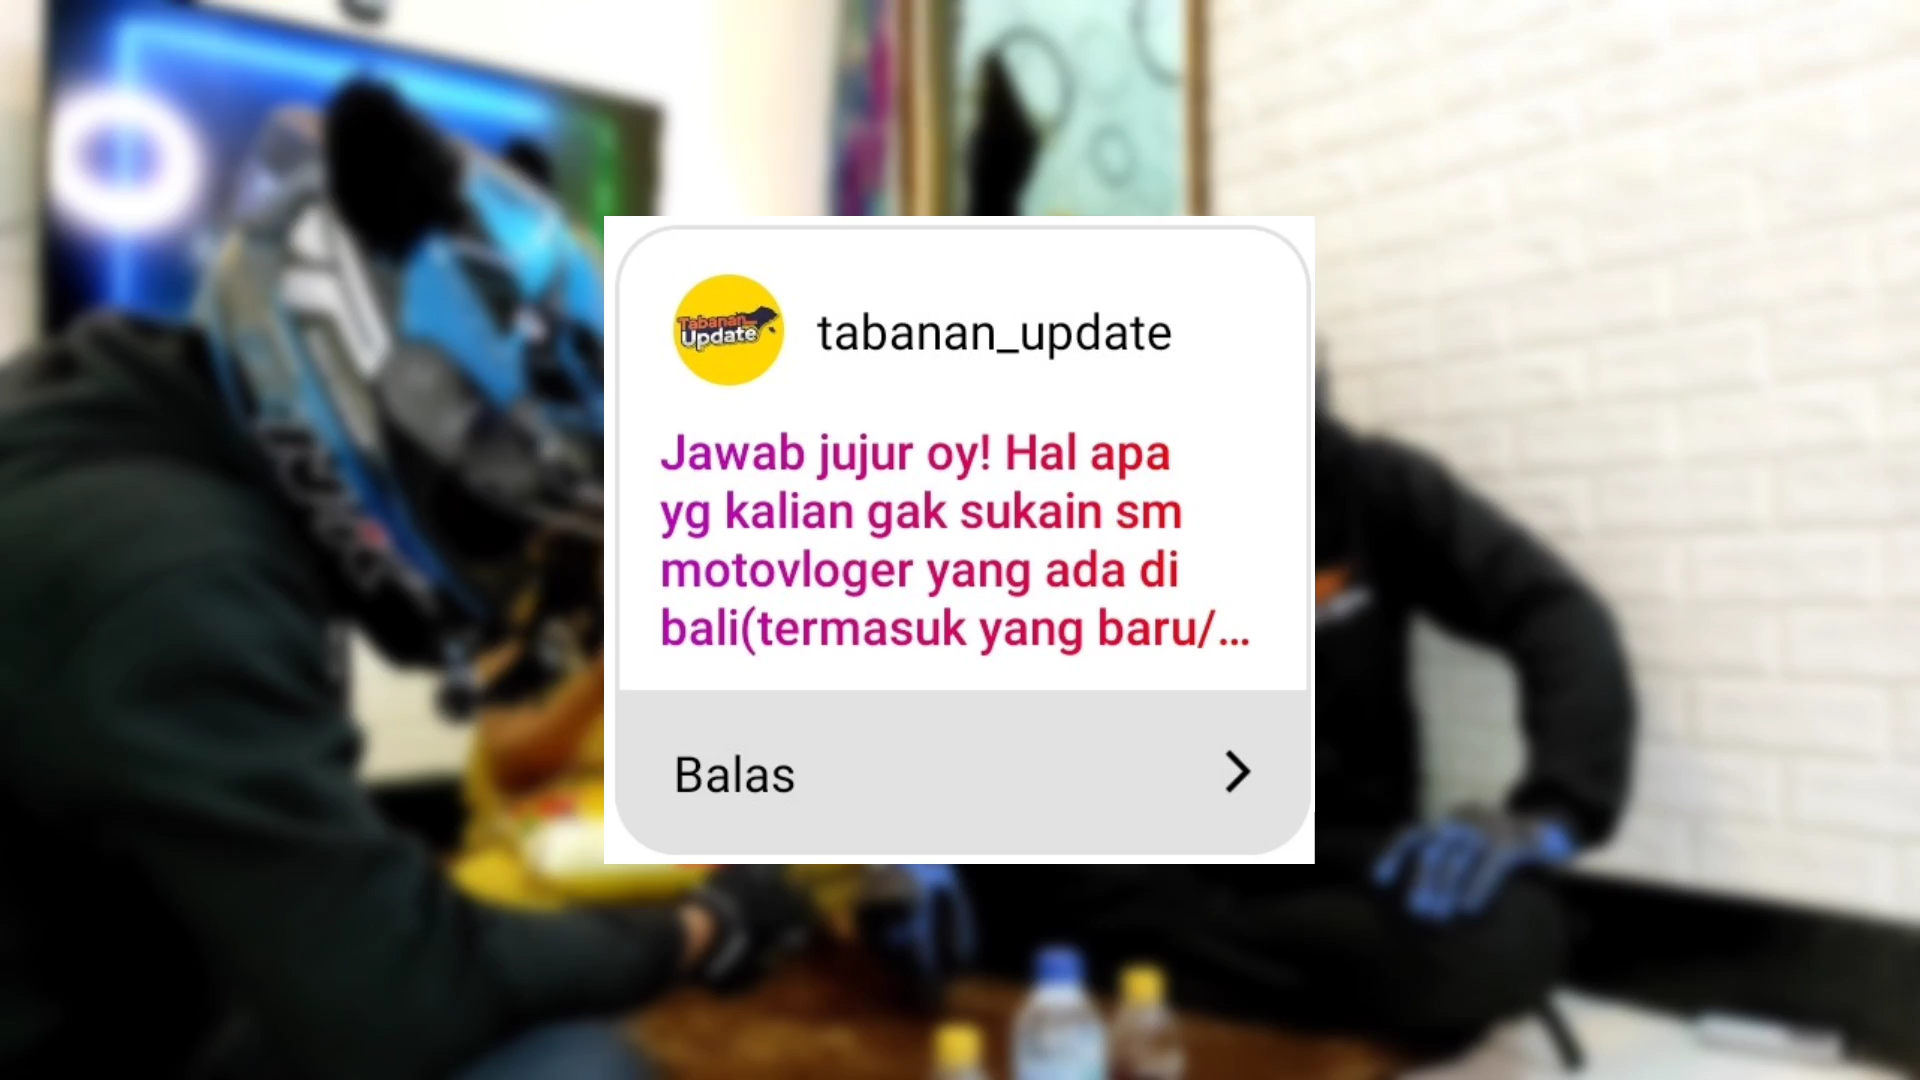 Tabanan
Update
tabanan_update
Jawab jujur oy! Hal apa
yg kalian gak sukain sm
motovloger yang ada di
bali(termasuk yang baru/...
Balas